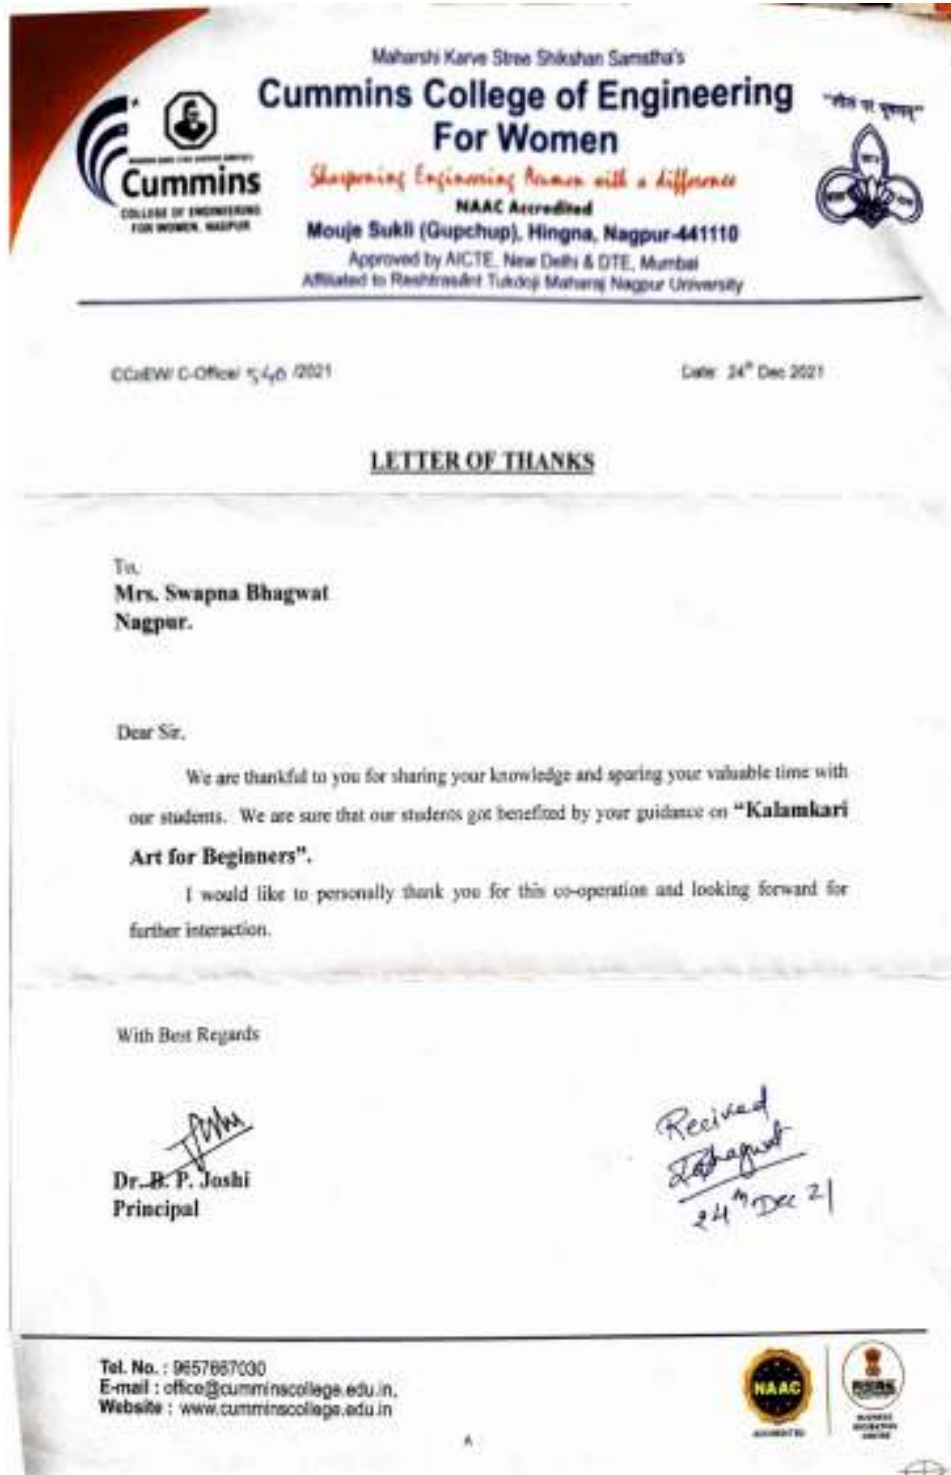 Maharshi Karve Stree Shikshan Samstha's
Cummins College of Engineering
For Women
Sharpening Engineering Acumen with a difference
NAAC Accredited
Mouje Sukli (Gupchup), Hingna, Nagpur-441110
Approved by AICTE, New Delhi & DTE, Mumbai
Affiliated to Rashtrasant Tukdoji Maharaj Nagpur University
Cummins
COLLEGE OF ENGINEERING
FOR WOMEN, NAGPUR
CCoEW/ C-Office/ 540 /2021
Date: 24th Dec 2021
LETTER OF THANKS
To,
Mrs. Swapna Bhagwat
Nagpur.
Dear Sir,
We are thankful to you for sharing your knowledge and sparing your valuable time with
our students. We are sure that our students got benefited by your guidance on "Kalamkari
Art for Beginners".
I would like to personally thank you for this co-operation and looking forward for
further interaction.
With Best Regards
Dr. B. P. Joshi
Principal
Received
24th Dec 21
Tel. No. : 9657667030
E-mail : office@cumminscollege.edu.in,
Website : www.cumminscollege.edu.in
NAAC
ACCREDITED